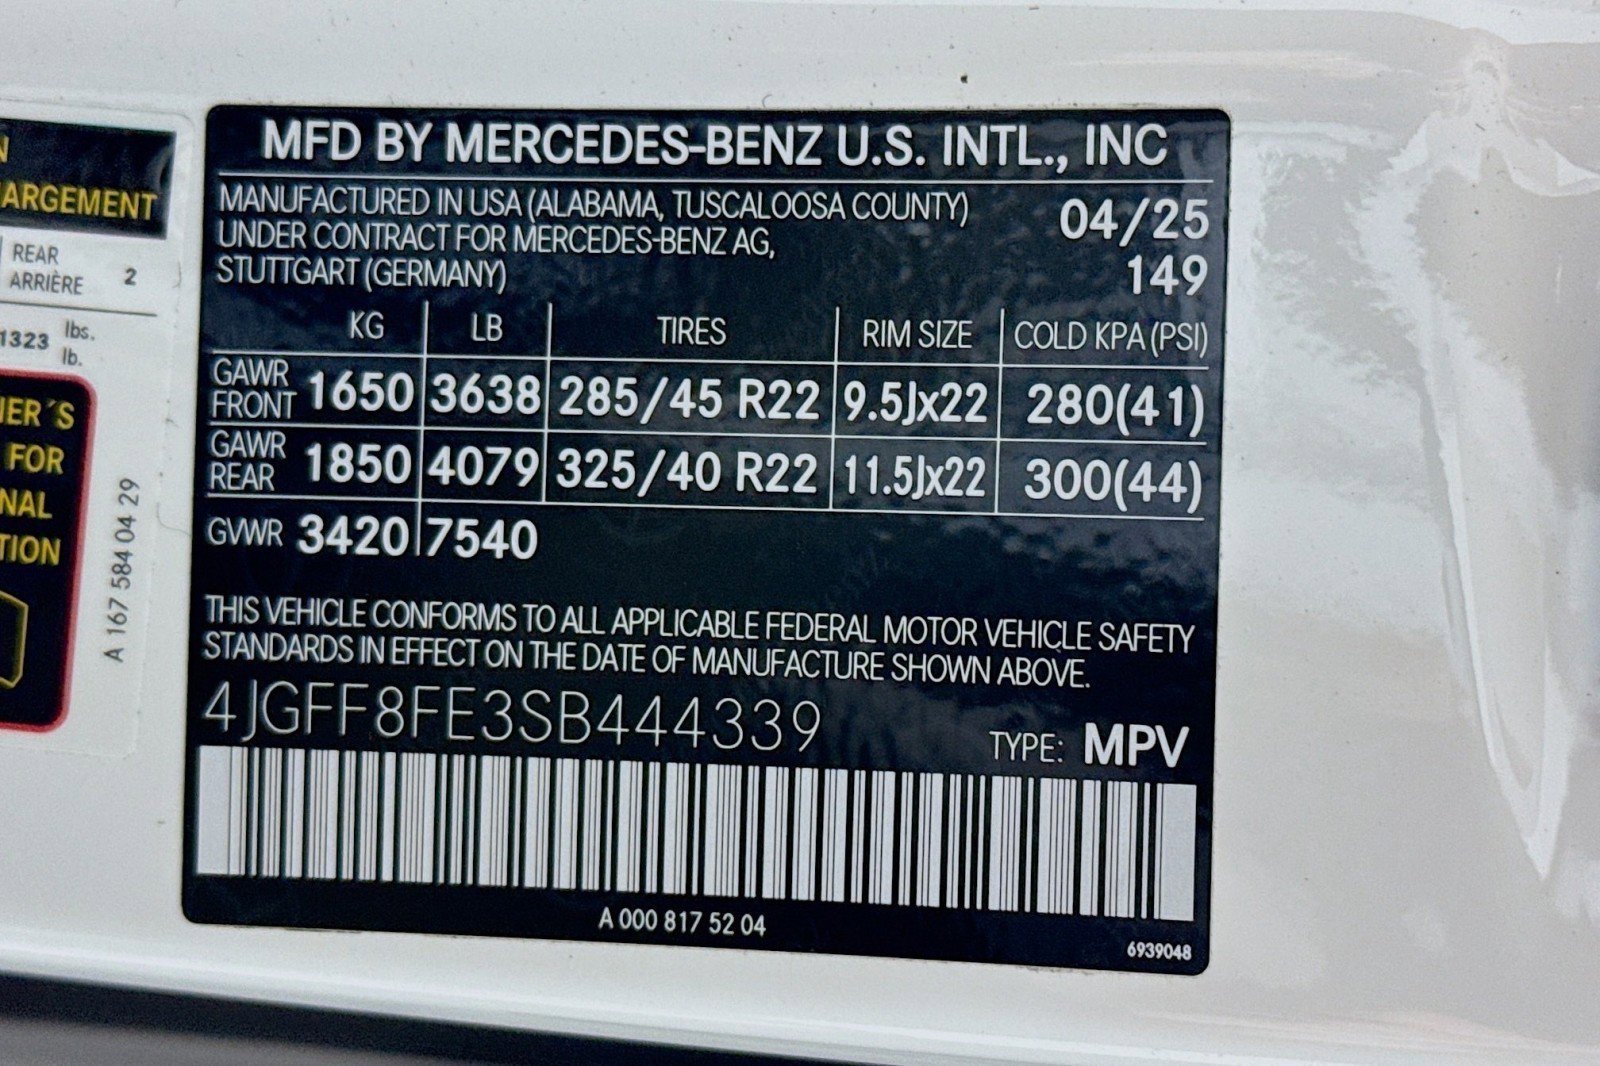 N
ARGEMENT
REAR
ARRIÈRE 2
1323 lbs.
lb.
IER´S
FOR
NAL
TION
A 167 584 04 29
MFD BY MERCEDES-BENZ U.S. INTL., INC
MANUFACTURED IN USA (ALABAMA, TUSCALOOSA COUNTY) 04/25
UNDER CONTRACT FOR MERCEDES-BENZ AG,
STUTTGART (GERMANY) 149
KG LB TIRES RIM SIZE COLD KPA (PSI)
GAWR FRONT 1650 3638 285/45 R22 9.5Jx22 280(41)
GAWR REAR 1850 4079 325/40 R22 11.5Jx22 300(44)
GVWR 3420 7540
THIS VEHICLE CONFORMS TO ALL APPLICABLE FEDERAL MOTOR VEHICLE SAFETY
STANDARDS IN EFFECT ON THE DATE OF MANUFACTURE SHOWN ABOVE.
4JGFF8FE3SB444339
TYPE: MPV
A 000 817 52 04
6939048